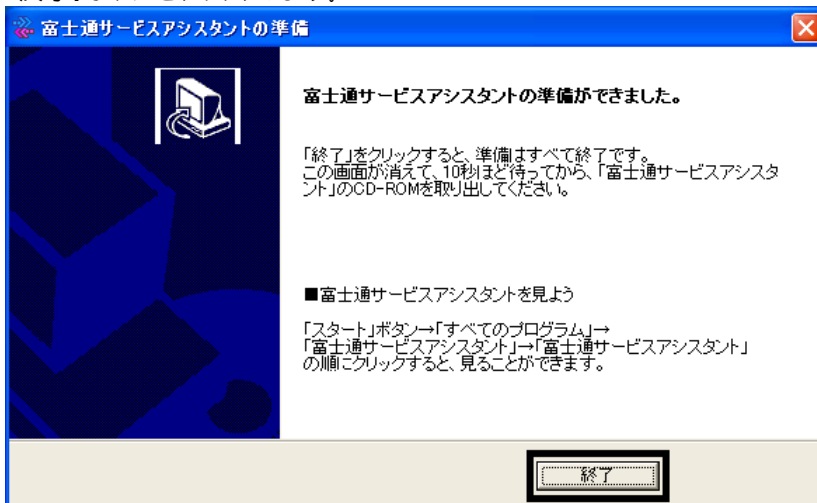 富士通サービスアシスタントの準備
富士通サービスアシスタントの準備ができました。
「終了」をクリックすると、準備はすべて終了です。
この画面が消えて、10秒ほど待ってから、「富士通サービスアシスタ
ント」のCD-ROMを取り出してください。
■富士通サービスアシスタントを見よう
「スタート」ボタン→「すべてのプログラム」→
「富士通サービスアシスタント」→「富士通サービスアシスタント」
の順にクリックすると、見ることができます。
終了